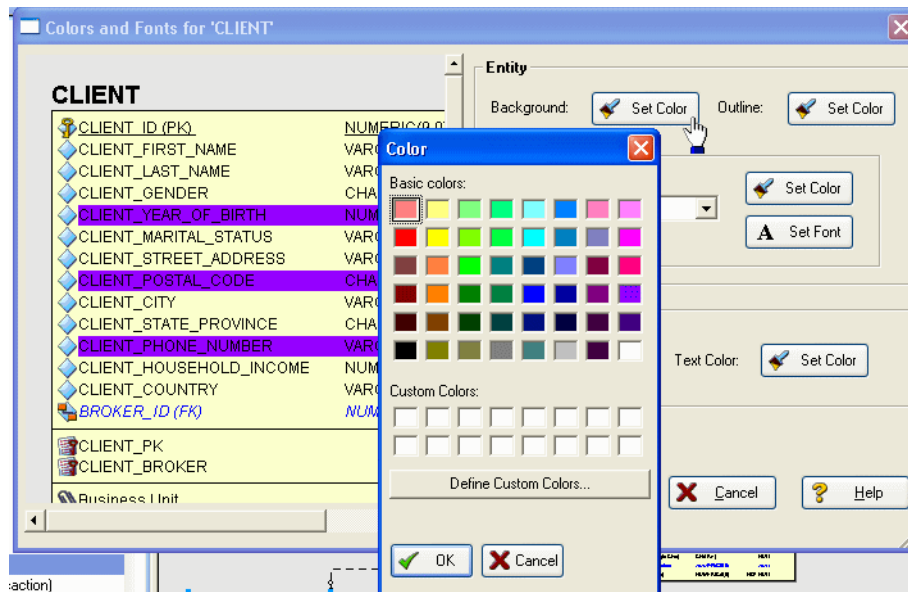 Colors and Fonts for 'CLIENT'
CLIENT
CLIENT_ID (PK) NUMERIC(9,0)
CLIENT_FIRST_NAME VARC
CLIENT_LAST_NAME VARC
CLIENT_GENDER CHA
CLIENT_YEAR_OF_BIRTH NUM
CLIENT_MARITAL_STATUS VARC
CLIENT_STREET_ADDRESS VARC
CLIENT_POSTAL_CODE CHA
CLIENT_CITY VARC
CLIENT_STATE_PROVINCE CHA
CLIENT_PHONE_NUMBER VARC
CLIENT_HOUSEHOLD_INCOME NUM
CLIENT_COUNTRY VARC
BROKER_ID (FK) NUM
CLIENT_PK
CLIENT_BROKER
Business Unit
Entity
Background: Set Color Outline: Set Color
Set Color
A Set Font
Text Color: Set Color
Cancel Help
Color
Basic colors:
Custom Colors:
Define Custom Colors...
OK Cancel
action)